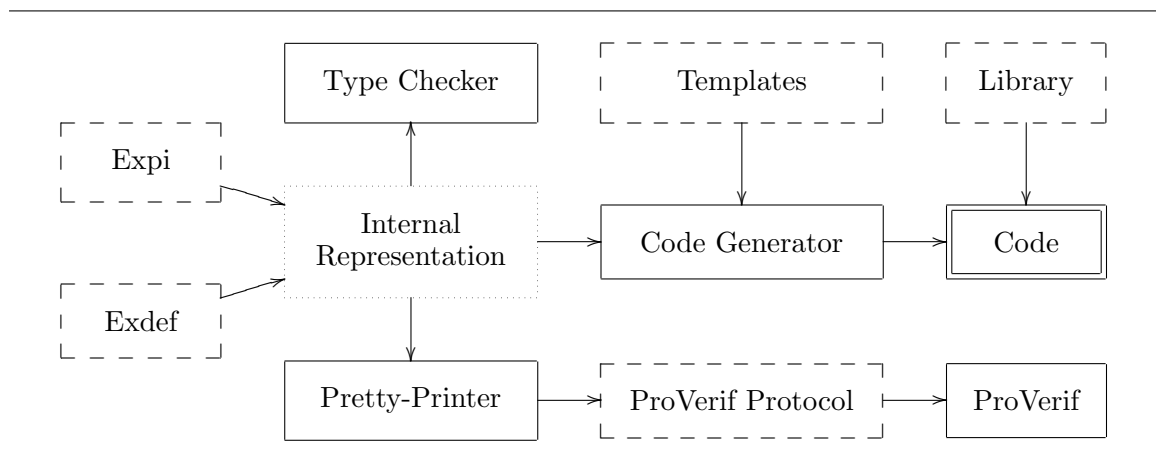 Type Checker
Templates
Library
Expi
Internal
Representation
Code Generator
Code
Exdef
Pretty-Printer
ProVerif Protocol
ProVerif